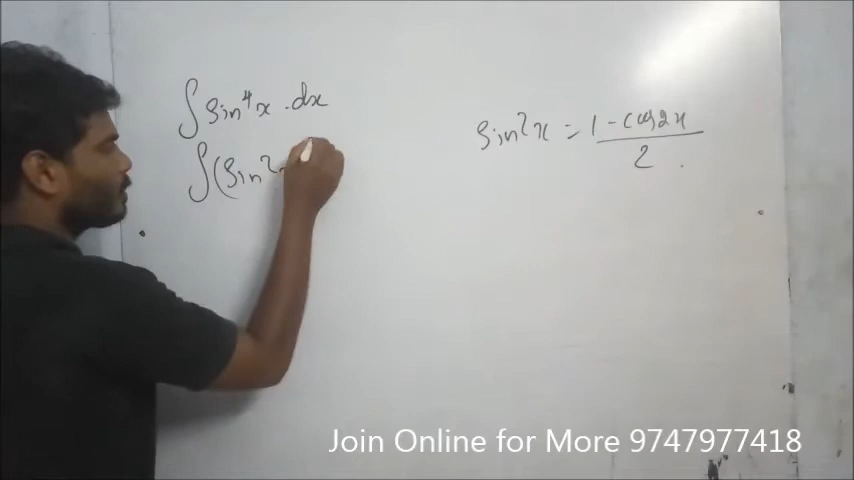 ∫ sin⁴x . dx
∫(sin²
sin²x = 1 - cos2x / 2 .
Join Online for More 9747977418